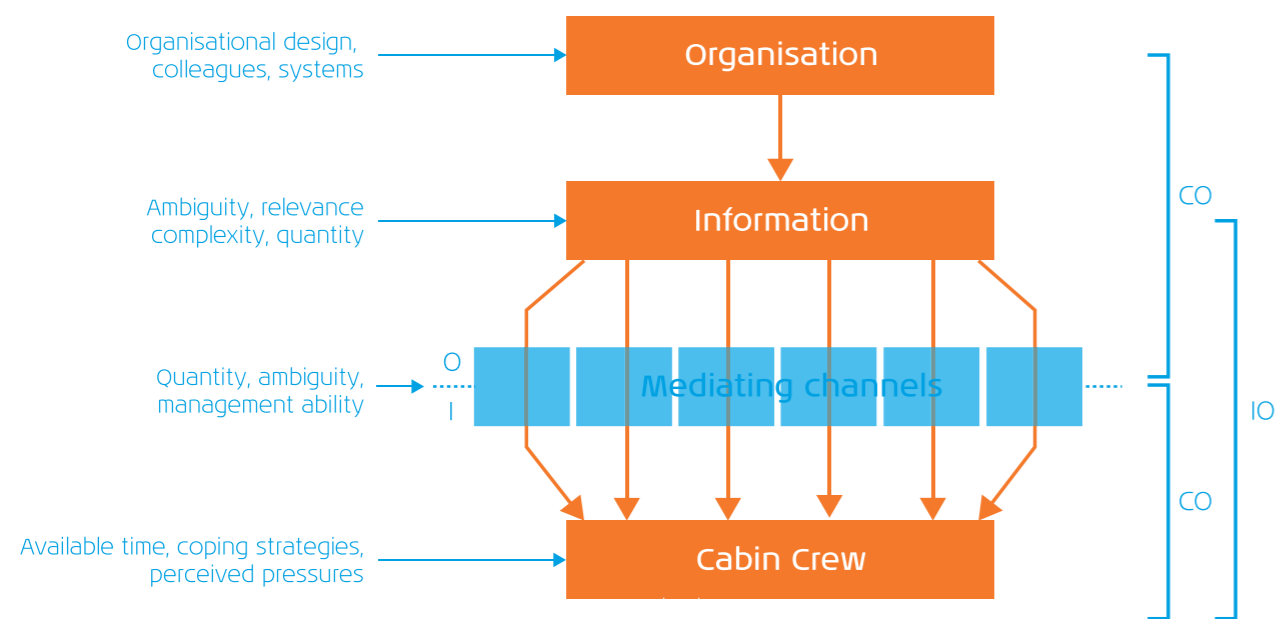 Organisational design,
colleagues, systems
Organisation
CO
Ambiguity, relevance
complexity, quantity
Information
O
I
Quantity, ambiguity,
management ability
Mediating channels
IO
CO
Available time, coping strategies,
perceived pressures
Cabin Crew